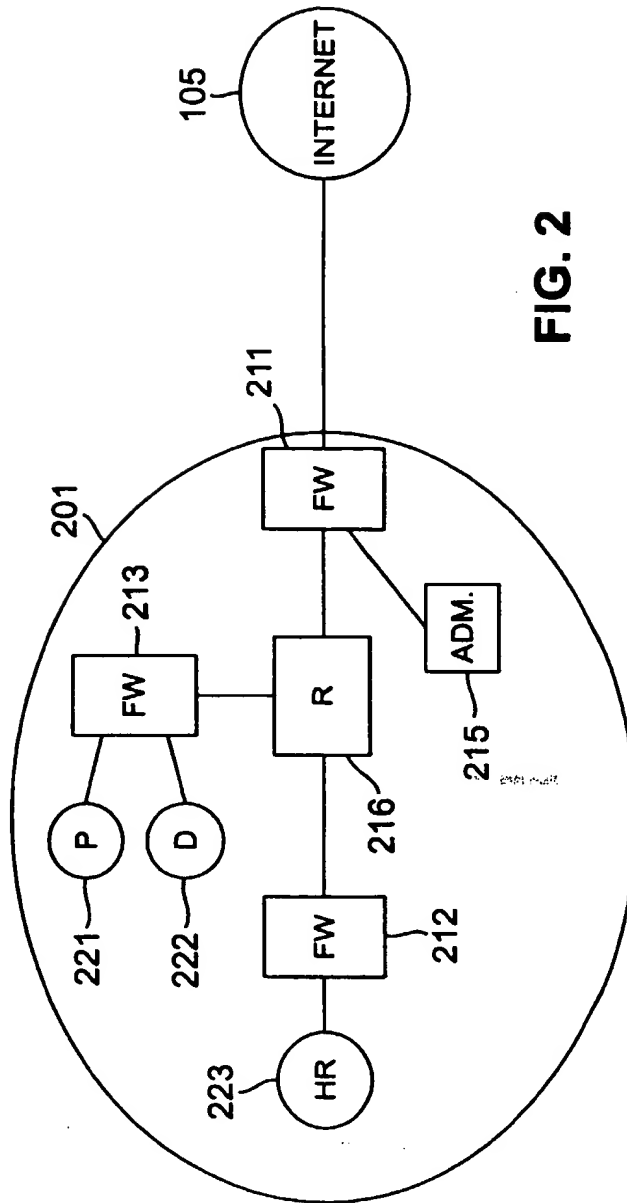 105
INTERNET
FIG. 2
211
FW
201
213
FW
R
ADM.
215
216
P
221
D
222
FW
212
HR
223